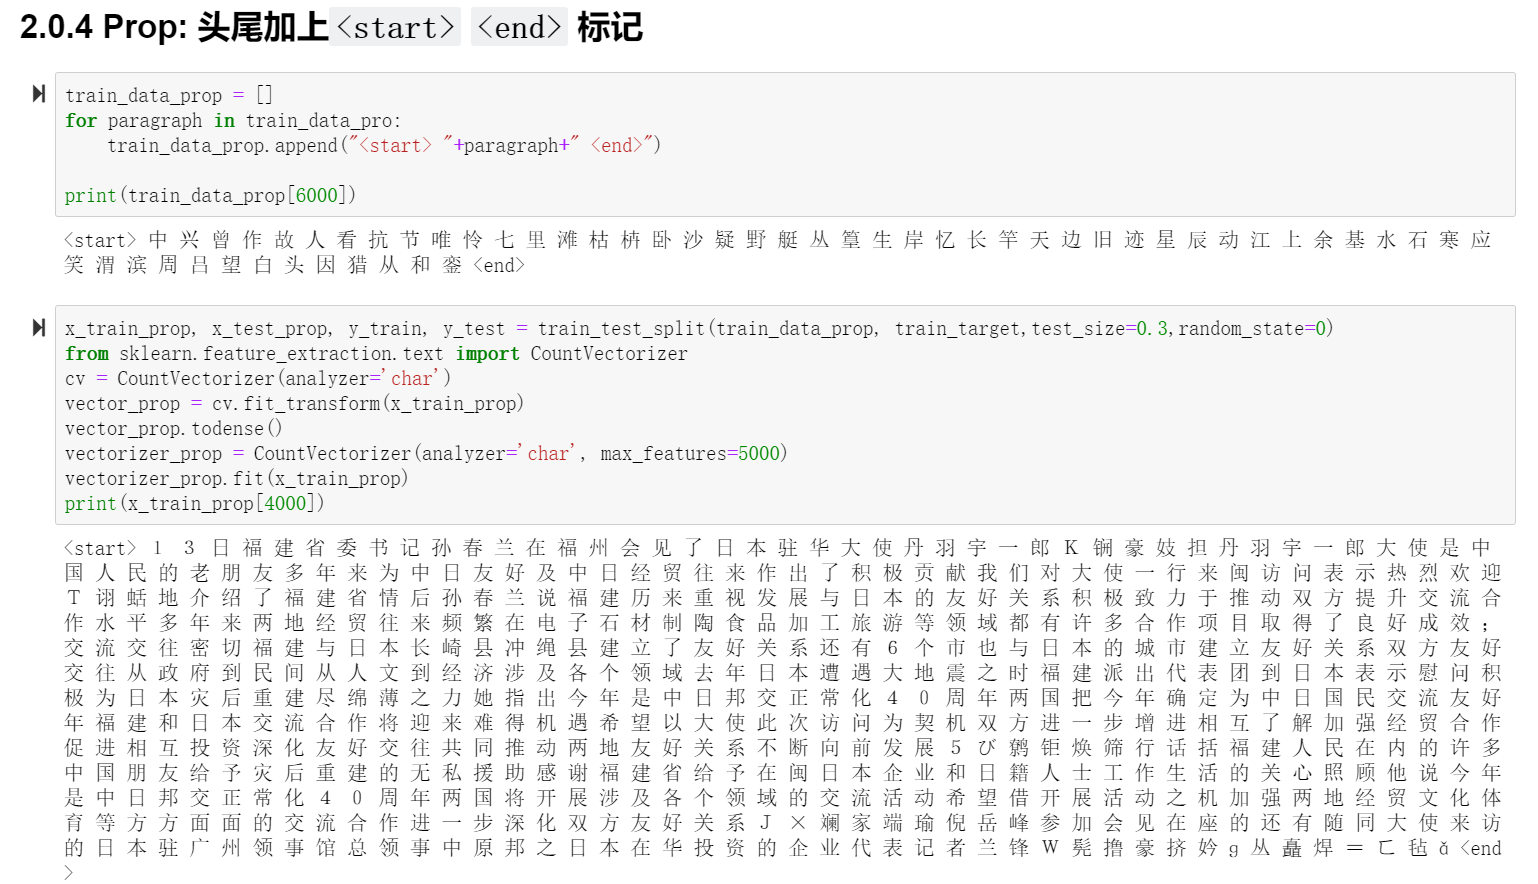 2.0.4 Prop: 头尾加上 <start> <end> 标记
train_data_prop = []
for paragraph in train_data_pro:
    train_data_prop.append("<start> "+paragraph+" <end>")
print(train_data_prop[6000])
<start> 中 兴 曾 作 故 人 看 抗 节 唯 怜 七 里 滩 枯 枿 卧 沙 疑 野 艇 丛 篁 生 岸 忆 长 竿 天 边 旧 迹 星 辰 动 江 上 余 基 水 石 寒 应
笑 渭 滨 周 吕 望 白 头 因 猎 从 和 銮 <end>
x_train_prop, x_test_prop, y_train, y_test = train_test_split(train_data_prop, train_target,test_size=0.3,random_state=0)
from sklearn.feature_extraction.text import CountVectorizer
cv = CountVectorizer(analyzer='char')
vector_prop = cv.fit_transform(x_train_prop)
vector_prop.todense()
vectorizer_prop = CountVectorizer(analyzer='char', max_features=5000)
vectorizer_prop.fit(x_train_prop)
print(x_train_prop[4000])
<start> １ ３ 日 福 建 省 委 书 记 孙 春 兰 在 福 州 会 见 了 日 本 驻 华 大 使 丹 羽 宇 一 郎 Ｋ 锎 豪 妓 担 丹 羽 宇 一 郎 大 使 是 中
国 人 民 的 老 朋 友 多 年 来 为 中 日 友 好 及 中 日 经 贸 往 来 作 出 了 积 极 贡 献 我 们 对 大 使 一 行 来 闽 访 问 表 示 热 烈 欢 迎
Ｔ 诩 蛞 地 介 绍 了 福 建 省 情 后 孙 春 兰 说 福 建 历 来 重 视 发 展 与 日 本 的 友 好 关 系 积 极 致 力 于 推 动 双 方 提 升 交 流 合
作 水 平 多 年 来 两 地 经 贸 往 来 频 繁 在 电 子 石 材 制 陶 食 品 加 工 旅 游 等 领 域 都 有 许 多 合 作 项 目 取 得 了 良 好 成 效 ；
交 流 交 往 密 切 福 建 与 日 本 长 崎 县 冲 绳 县 建 立 了 友 好 关 系 还 有 ６ 个 市 也 与 日 本 的 城 市 建 立 友 好 关 系 双 方 友 好
交 往 从 政 府 到 民 间 从 人 文 到 经 济 涉 及 各 个 领 域 去 年 日 本 遭 遇 大 地 震 之 时 福 建 派 出 代 表 团 到 日 本 表 示 慰 问 积
极 为 日 本 灾 后 重 建 尽 绵 薄 之 力 她 指 出 今 年 是 中 日 邦 交 正 常 化 ４ ０ 周 年 两 国 把 今 年 确 定 为 中 日 国 民 交 流 友 好
年 福 建 和 日 本 交 流 合 作 将 迎 来 难 得 机 遇 希 望 以 大 使 此 次 访 问 为 契 机 双 方 进 一 步 增 进 相 互 了 解 加 强 经 贸 合 作
促 进 相 互 投 资 深 化 友 好 交 往 共 同 推 动 两 地 友 好 关 系 不 断 向 前 发 展 ５ び 鹩 钜 焕 筛 行 话 括 福 建 人 民 在 内 的 许 多
中 国 朋 友 给 予 灾 后 重 建 的 无 私 援 助 感 谢 福 建 省 给 予 在 闽 日 本 企 业 和 日 籍 人 士 工 作 生 活 的 关 心 照 顾 他 说 今 年
是 中 日 邦 交 正 常 化 ４ ０ 周 年 两 国 将 开 展 涉 及 各 个 领 域 的 交 流 活 动 希 望 借 开 展 活 动 之 机 加 强 两 地 经 贸 文 化 体
育 等 方 方 面 面 的 交 流 合 作 进 一 步 深 化 双 方 友 好 关 系 Ｊ × 斓 家 端 瑜 倪 岳 峰 参 加 会 见 在 座 的 还 有 随 同 大 使 来 访
的 日 本 驻 广 州 领 事 馆 总 领 事 中 原 邦 之 日 本 在 华 投 资 的 企 业 代 表 记 者 兰 锋 Ｗ 髡 撸 豪 挤 妗 ɡ 丛 矗 焊 ＝ ㄈ 毡 ǎ <end
>